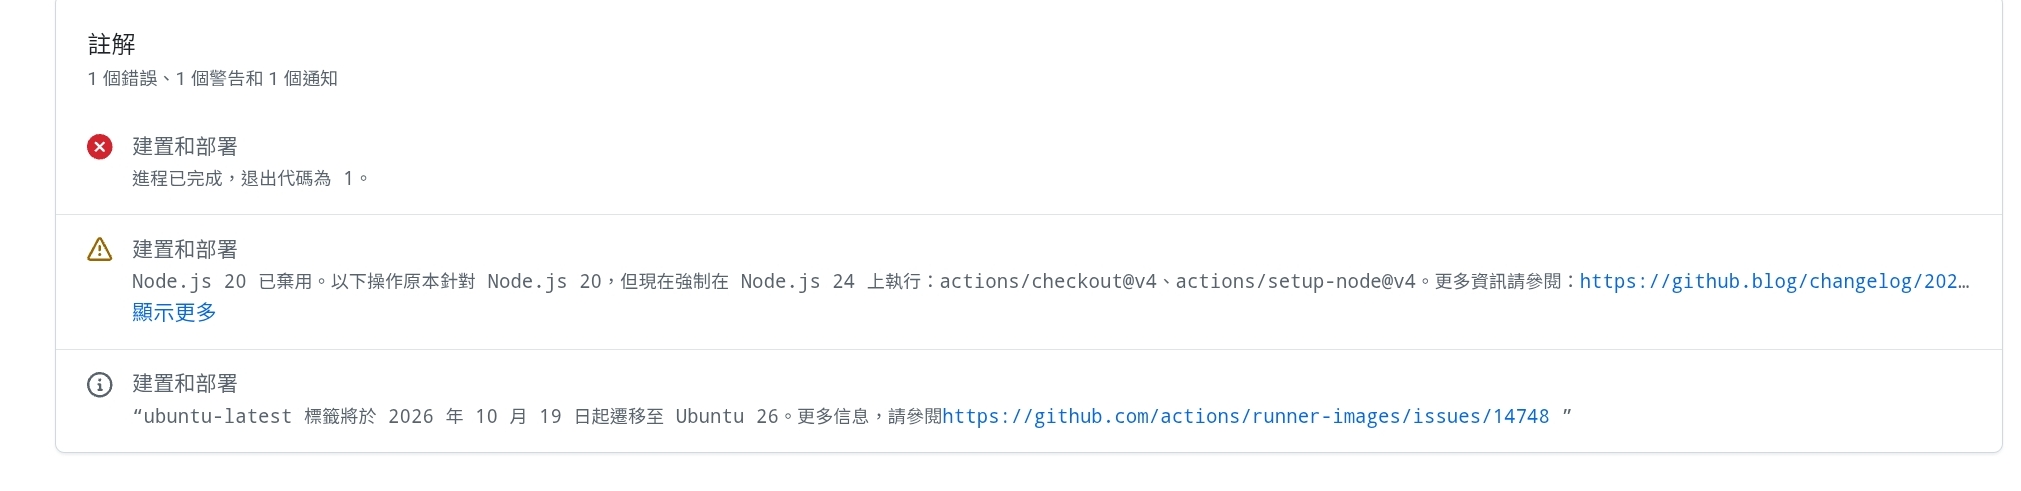 註解
1 個錯誤、1 個警告和 1 個通知
建置和部署
進程已完成，退出代碼為 1。
建置和部署
Node.js 20 已棄用。以下操作原本針對 Node.js 20，但現在強制在 Node.js 24 上執行：actions/checkout@v4、actions/setup-node@v4。更多資訊請參閱：https://github.blog/changelog/202…
顯示更多
建置和部署
“ubuntu-latest 標籤將於 2026 年 10 月 19 日起遷移至 Ubuntu 26。更多信息，請參閱https://github.com/actions/runner-images/issues/14748 ”